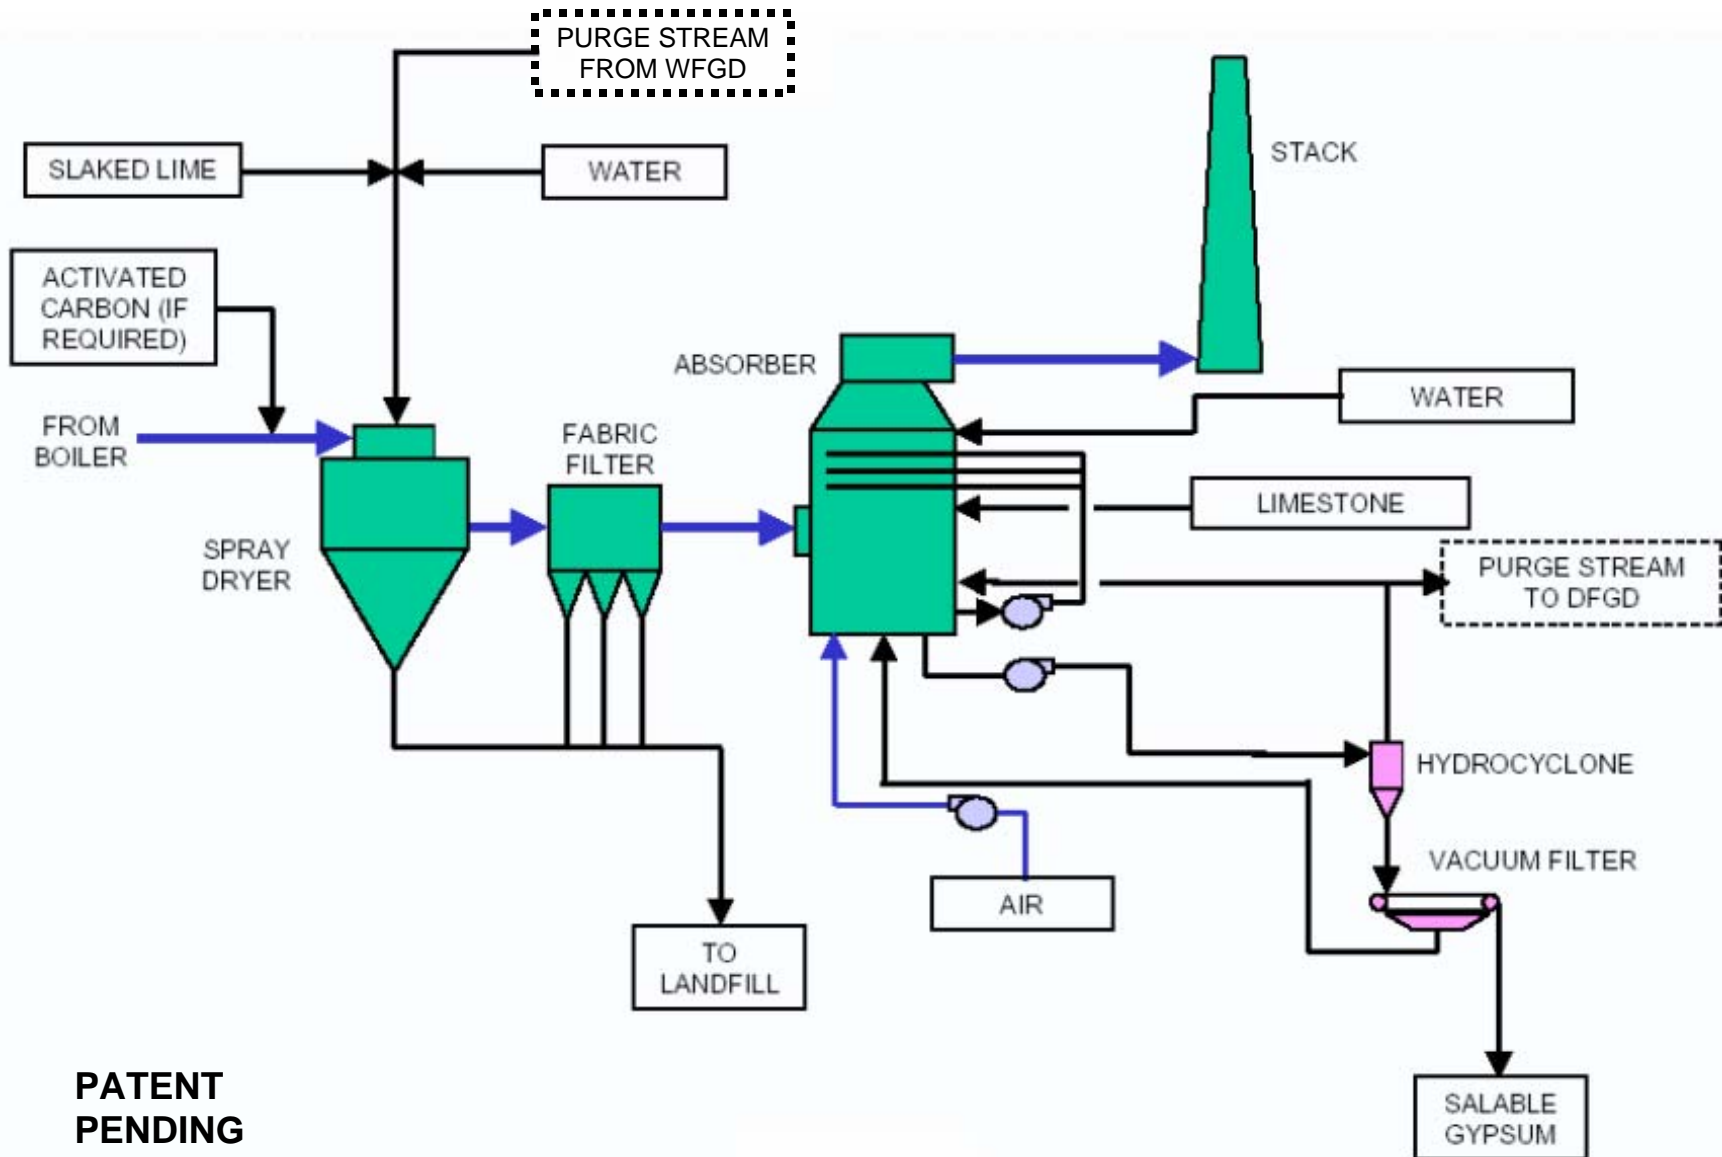 PURGE STREAM
FROM WFGD
SLAKED LIME
WATER
STACK
ACTIVATED
CARBON (IF
REQUIRED)
ABSORBER
WATER
FROM
BOILER
FABRIC
FILTER
LIMESTONE
SPRAY
DRYER
PURGE STREAM
TO DFGD
HYDROCYCLONE
VACUUM FILTER
AIR
TO
LANDFILL
PATENT
PENDING
SALABLE
GYPSUM